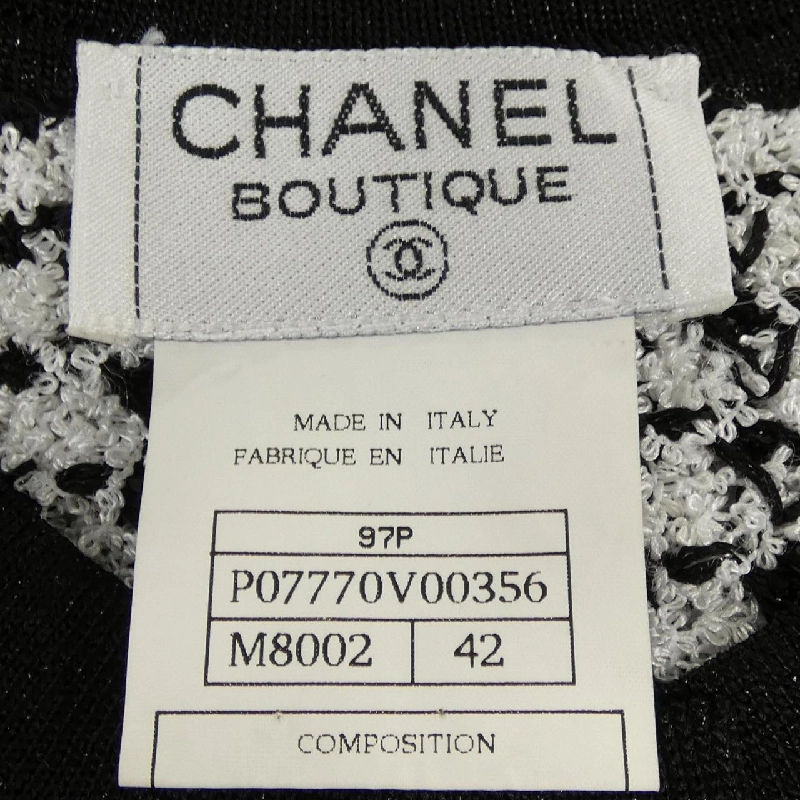 CHANEL
BOUTIQUE
MADE IN ITALY
FABRIQUE EN ITALIE
97P
P07770V00356
M8002 42
COMPOSITION